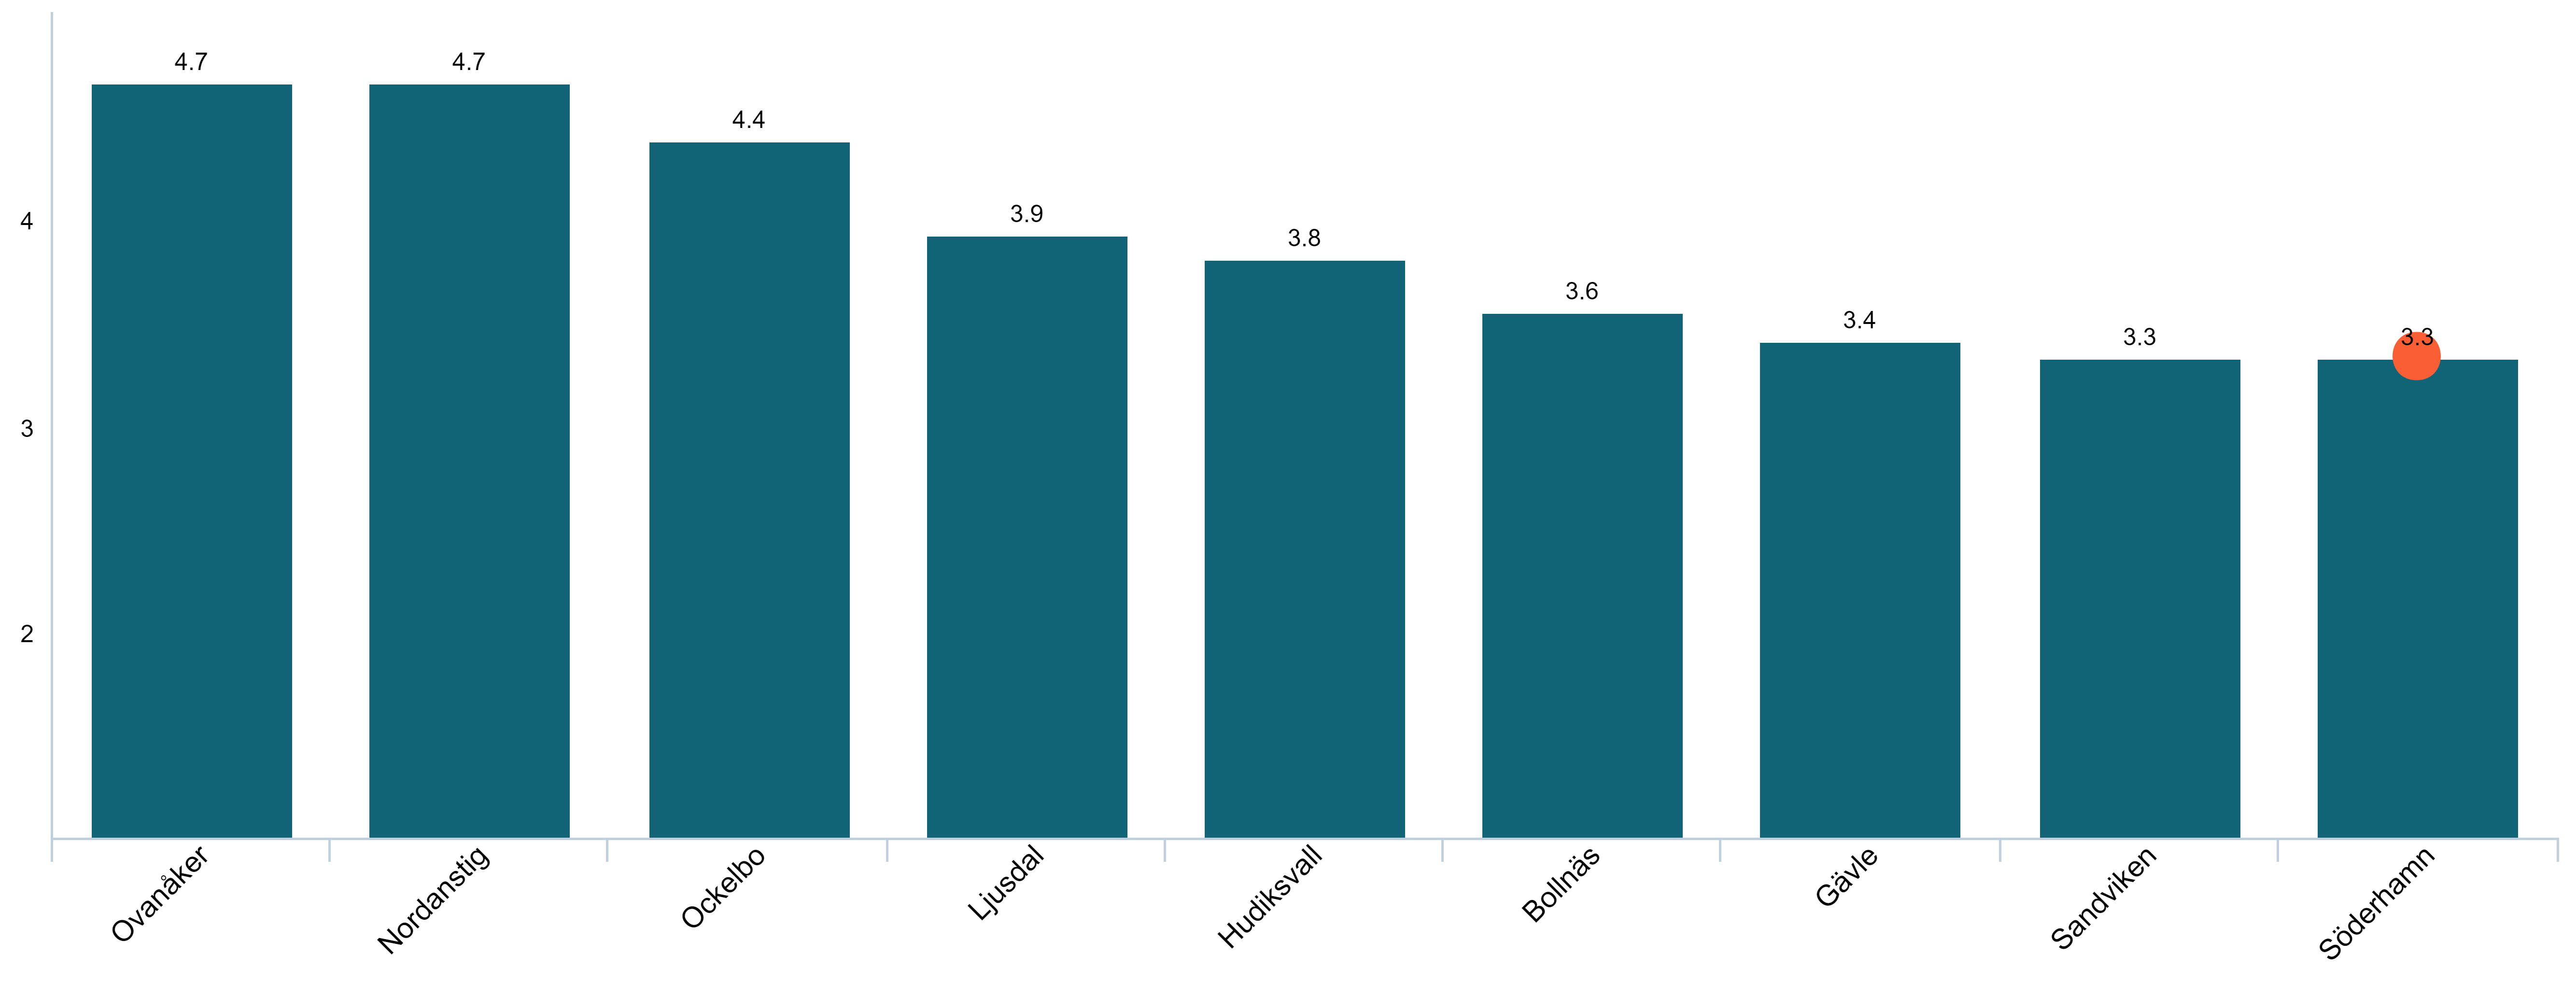 4.7
4.7
4.4
3.9
3.8
3.6
3.4
3.3
3.3
4
3
2
Ovanåker
Nordanstig
Ockelbo
Ljusdal
Hudiksvall
Bollnäs
Gävle
Sandviken
Söderhamn